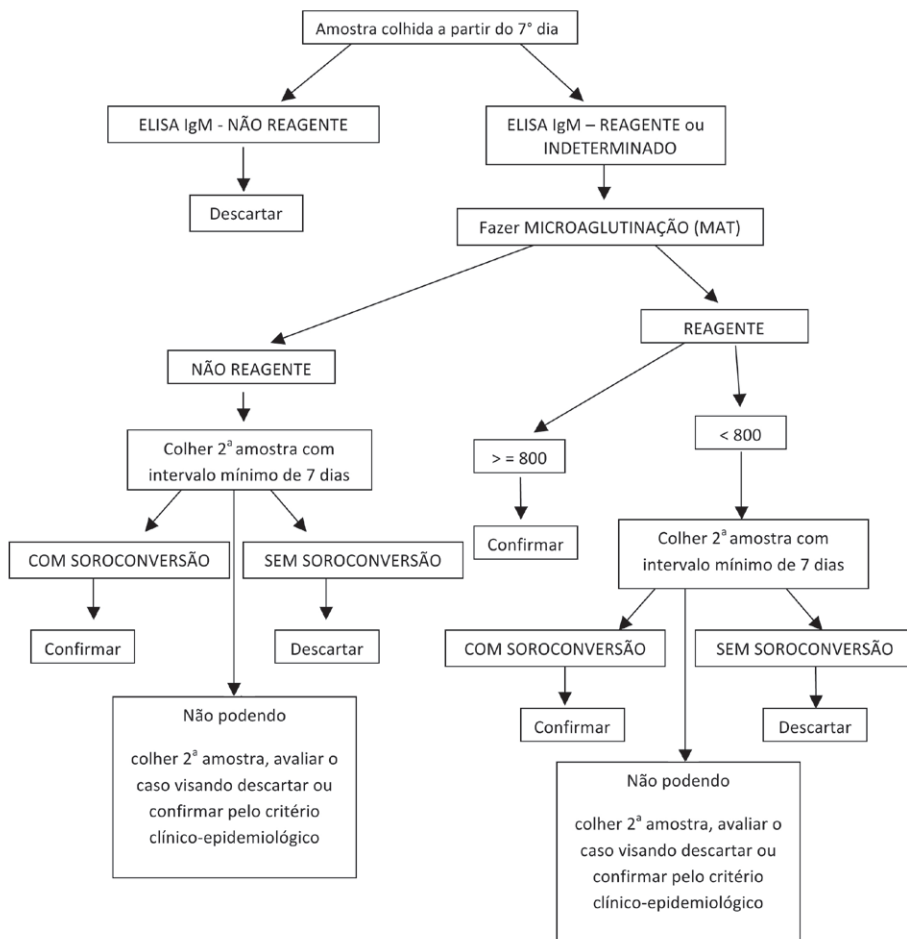 Amostra colhida a partir do 7° dia
ELISA IgM - NÃO REAGENTE
ELISA IgM – REAGENTE ou
INDETERMINADO
Descartar
Fazer MICROAGLUTINAÇÃO (MAT)
NÃO REAGENTE
REAGENTE
Colher 2ª amostra com
intervalo mínimo de 7 dias
> = 800
< 800
COM SOROCONVERSÃO
SEM SOROCONVERSÃO
Confirmar
Colher 2ª amostra com
intervalo mínimo de 7 dias
Confirmar
Descartar
COM SOROCONVERSÃO
SEM SOROCONVERSÃO
Confirmar
Descartar
Não podendo
colher 2ª amostra, avaliar o
caso visando descartar ou
confirmar pelo critério
clínico-epidemiológico
Não podendo
colher 2ª amostra, avaliar o
caso visando descartar ou
confirmar pelo critério
clínico-epidemiológico